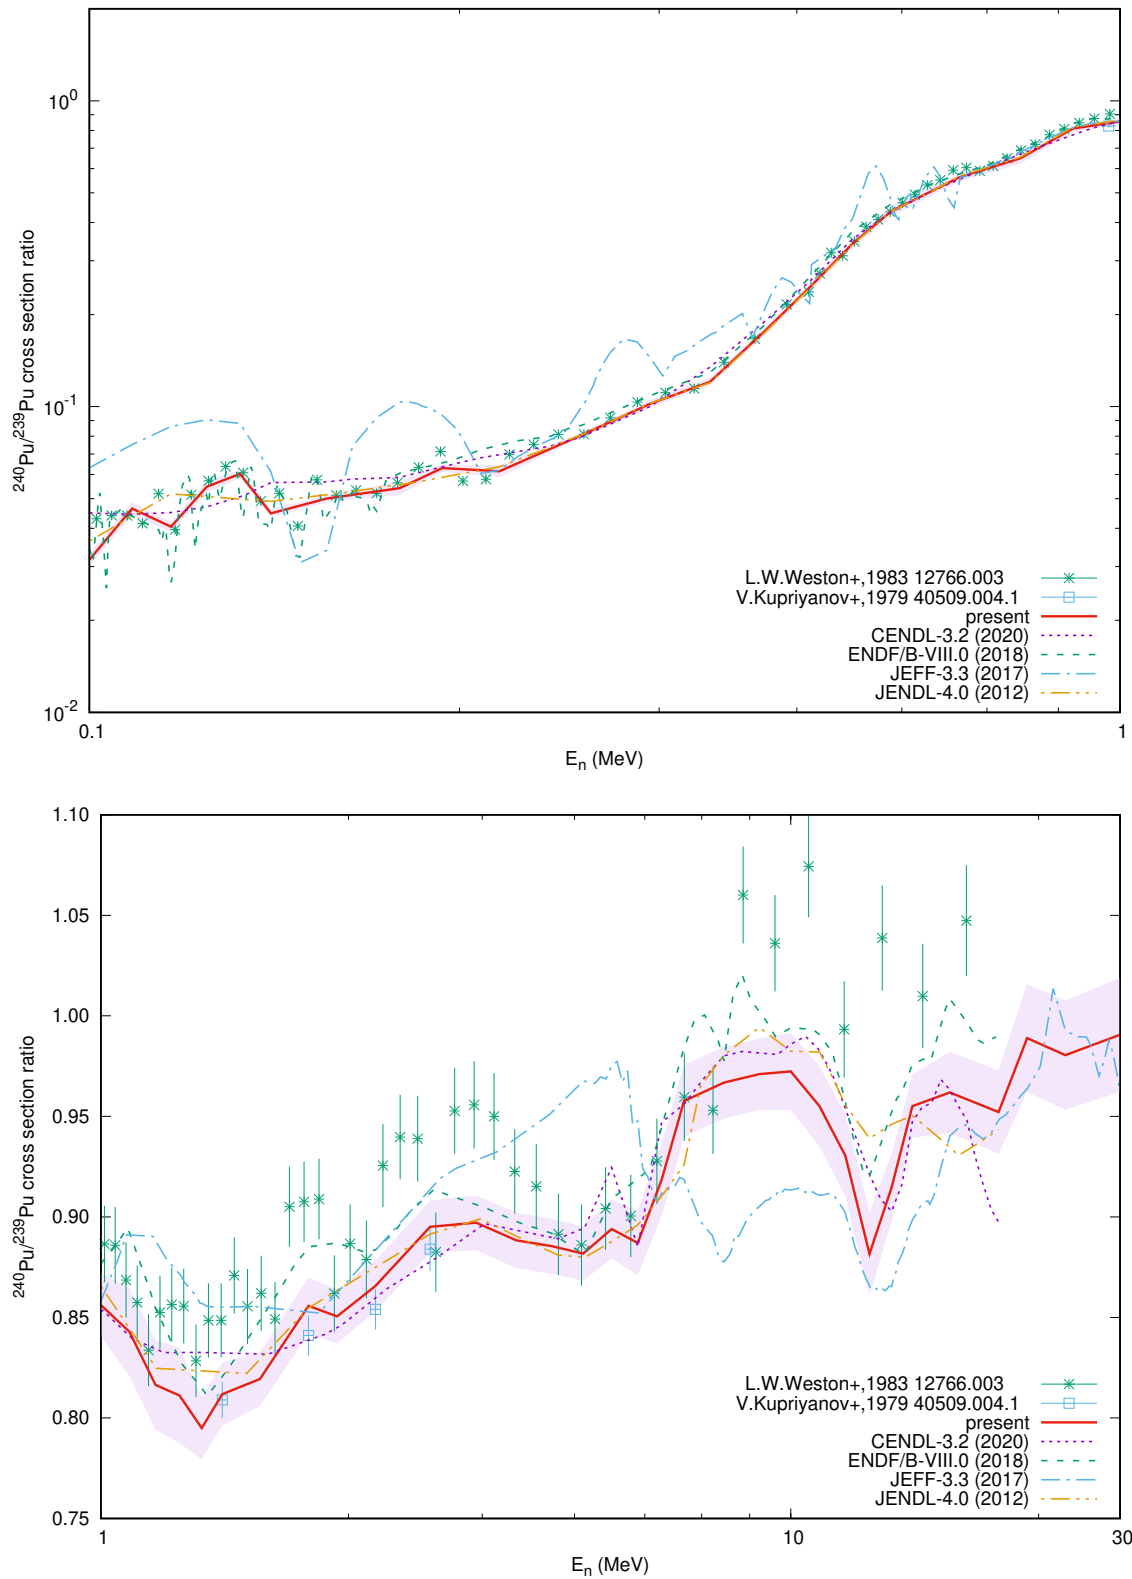 10^0
10^-1
10^-2
^240Pu/^239Pu cross section ratio
L.W.Weston+,1983 12766.003
V.Kupriyanov+,1979 40509.004.1
present
CENDL-3.2 (2020)
ENDF/B-VIII.0 (2018)
JEFF-3.3 (2017)
JENDL-4.0 (2012)
0.1
1
E_n (MeV)
1.10
1.05
1.00
0.95
0.90
0.85
0.80
0.75
^240Pu/^239Pu cross section ratio
L.W.Weston+,1983 12766.003
V.Kupriyanov+,1979 40509.004.1
present
CENDL-3.2 (2020)
ENDF/B-VIII.0 (2018)
JEFF-3.3 (2017)
JENDL-4.0 (2012)
1
10
30
E_n (MeV)